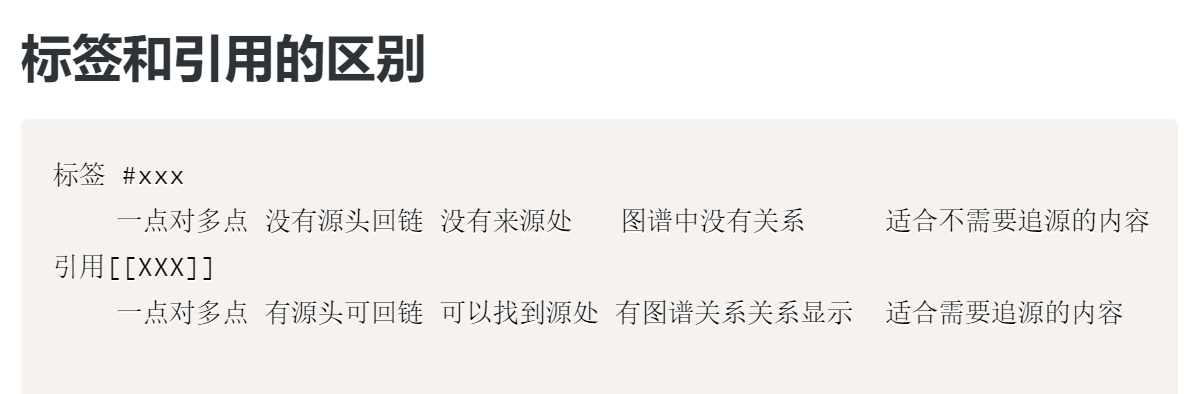 标签和引用的区别
标签 #xxx
一点对多点 没有源头回链 没有来源处 图谱中没有关系 适合不需要追源的内容
引用[[XXX]]
一点对多点 有源头可回链 可以找到源处 有图谱关系关系显示 适合需要追源的内容